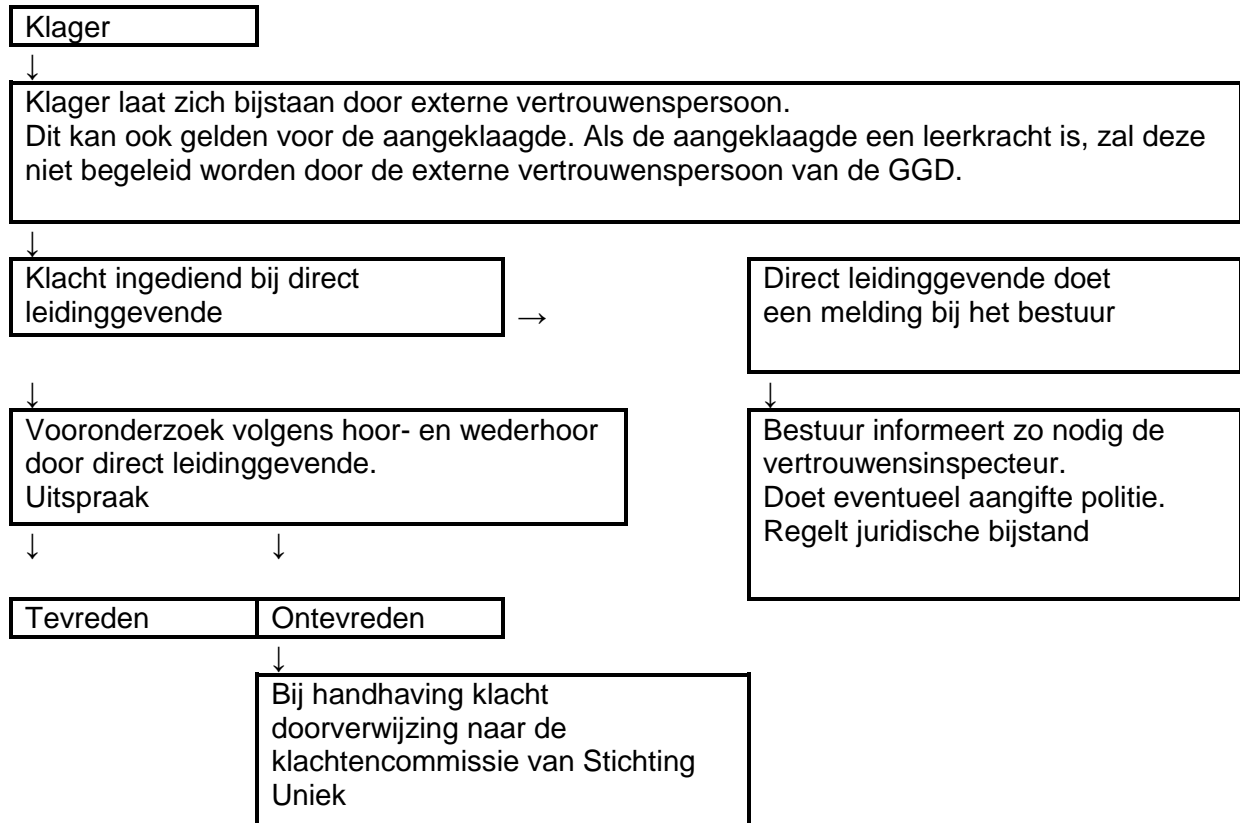 Klager
↓
Klager laat zich bijstaan door externe vertrouwenspersoon.
Dit kan ook gelden voor de aangeklaagde. Als de aangeklaagde een leerkracht is, zal deze
niet begeleid worden door de externe vertrouwenspersoon van de GGD.
↓
Klacht ingediend bij direct
leidinggevende
→
Direct leidinggevende doet
een melding bij het bestuur
↓
Vooronderzoek volgens hoor- en wederhoor
door direct leidinggevende.
Uitspraak
↓
Bestuur informeert zo nodig de
vertrouwensinspecteur.
Doet eventueel aangifte politie.
Regelt juridische bijstand
↓ ↓
Tevreden
Ontevreden
↓
Bij handhaving klacht
doorverwijzing naar de
klachtencommissie van Stichting
Uniek